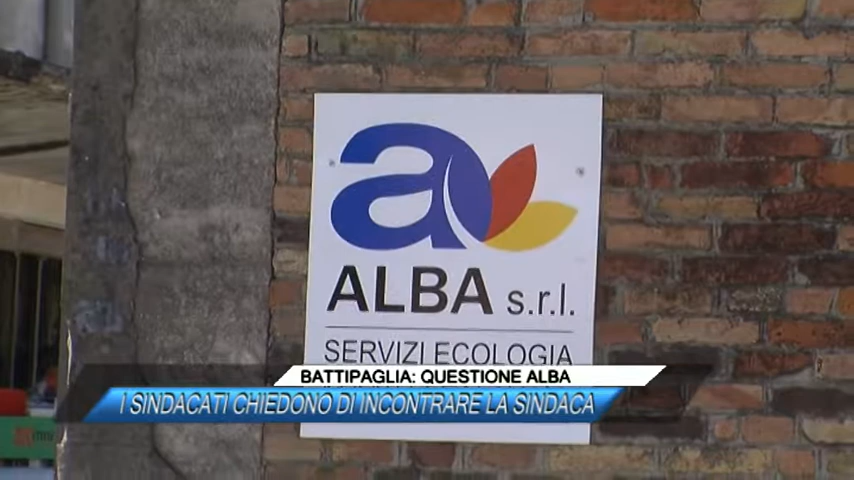 a
ALBA s.r.l.
SERVIZI ECOLOGIA
BATTIPAGLIA: QUESTIONE ALBA
I SINDACATI CHIEDONO DI INCONTRARE LA SINDACA